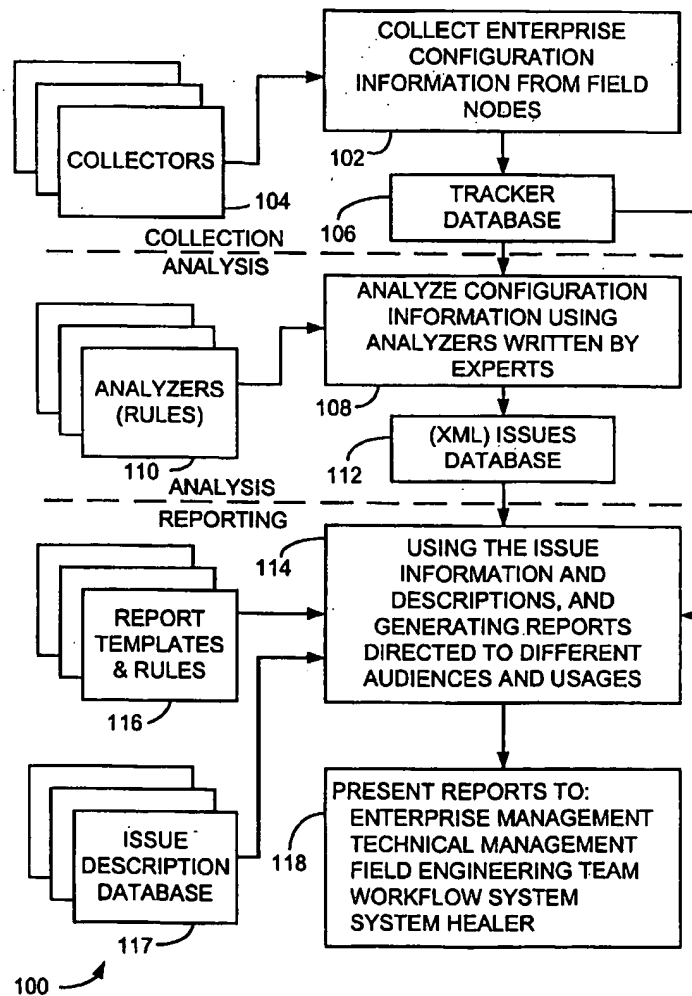 COLLECT ENTERPRISE
CONFIGURATION
INFORMATION FROM FIELD
NODES
102
COLLECTORS
104
TRACKER
DATABASE
106
COLLECTION
ANALYSIS
ANALYZE CONFIGURATION
INFORMATION USING
ANALYZERS WRITTEN BY
EXPERTS
108
ANALYZERS
(RULES)
110
(XML) ISSUES
DATABASE
112
ANALYSIS
REPORTING
114
USING THE ISSUE
INFORMATION AND
DESCRIPTIONS, AND
GENERATING REPORTS
DIRECTED TO DIFFERENT
AUDIENCES AND USAGES
REPORT
TEMPLATES
& RULES
116
ISSUE
DESCRIPTION
DATABASE
117
PRESENT REPORTS TO:
ENTERPRISE MANAGEMENT
TECHNICAL MANAGEMENT
FIELD ENGINEERING TEAM
WORKFLOW SYSTEM
SYSTEM HEALER
118
100